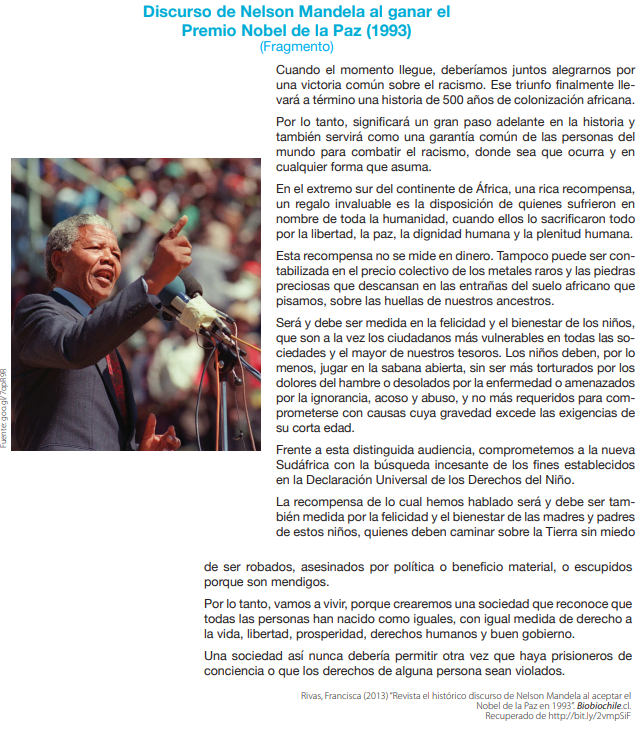 Discurso de Nelson Mandela al ganar el
Premio Nobel de la Paz (1993)
(Fragmento)
Cuando el momento llegue, deberíamos juntos alegrarnos por
una victoria común sobre el racismo. Ese triunfo finalmente lle-
vará a término una historia de 500 años de colonización africana.
Por lo tanto, significará un gran paso adelante en la historia y
también servirá como una garantía común de las personas del
mundo para combatir el racismo, donde sea que ocurra y en
cualquier forma que asuma.
En el extremo sur del continente de África, una rica recompensa,
un regalo invaluable es la disposición de quienes sufrieron en
nombre de toda la humanidad, cuando ellos lo sacrificaron todo
por la libertad, la paz, la dignidad humana y la plenitud humana.
Esta recompensa no se mide en dinero. Tampoco puede ser con-
tabilizada en el precio colectivo de los metales raros y las piedras
preciosas que descansan en las entrañas del suelo africano que
pisamos, sobre las huellas de nuestros ancestros.
Será y debe ser medida en la felicidad y el bienestar de los niños,
que son a la vez los ciudadanos más vulnerables en todas las so-
ciedades y el mayor de nuestros tesoros. Los niños deben, por lo
menos, jugar en la sabana abierta, sin ser más torturados por los
dolores del hambre o desolados por la enfermedad o amenazados
por la ignorancia, acoso y abuso, y no más requeridos para com-
prometerse con causas cuya gravedad excede las exigencias de
su corta edad.
Frente a esta distinguida audiencia, comprometemos a la nueva
Sudáfrica con la búsqueda incesante de los fines establecidos
en la Declaración Universal de los Derechos del Niño.
La recompensa de lo cual hemos hablado será y debe ser tam-
bién medida por la felicidad y el bienestar de las madres y padres
de estos niños, quienes deben caminar sobre la Tierra sin miedo
de ser robados, asesinados por política o beneficio material, o escupidos
porque son mendigos.
Por lo tanto, vamos a vivir, porque crearemos una sociedad que reconoce que
todas las personas han nacido como iguales, con igual medida de derecho a
la vida, libertad, prosperidad, derechos humanos y buen gobierno.
Una sociedad así nunca debería permitir otra vez que haya prisioneros de
conciencia o que los derechos de alguna persona sean violados.
Rivas, Francisca (2013) "Revista el histórico discurso de Nelson Mandela al aceptar el
Nobel de la Paz en 1993". Biobiochile.cl.
Recuperado de http://bit.ly/2vmpSiF
Fuente: